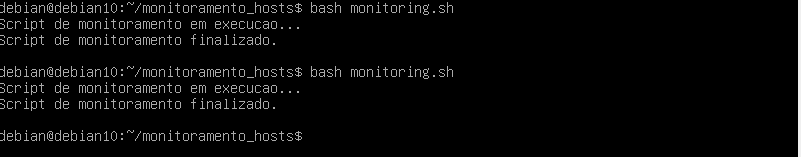 debian@debian10:~/monitoramento_hosts$ bash monitoring.sh
Script de monitoramento em execucao...
Script de monitoramento finalizado.
debian@debian10:~/monitoramento_hosts$ bash monitoring.sh
Script de monitoramento em execucao...
Script de monitoramento finalizado.
debian@debian10:~/monitoramento_hosts$